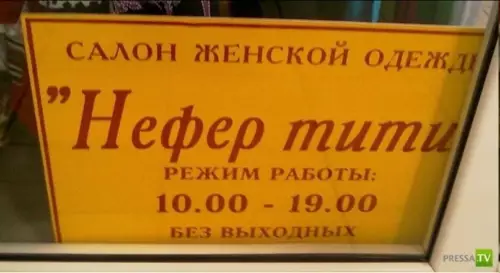 САЛОН ЖЕНСКОЙ ОДЕЖД
"Нефер тити
РЕЖИМ РАБОТЫ:
10.00 - 19.00
БЕЗ ВЫХОДНЫХ
PRESSA TV